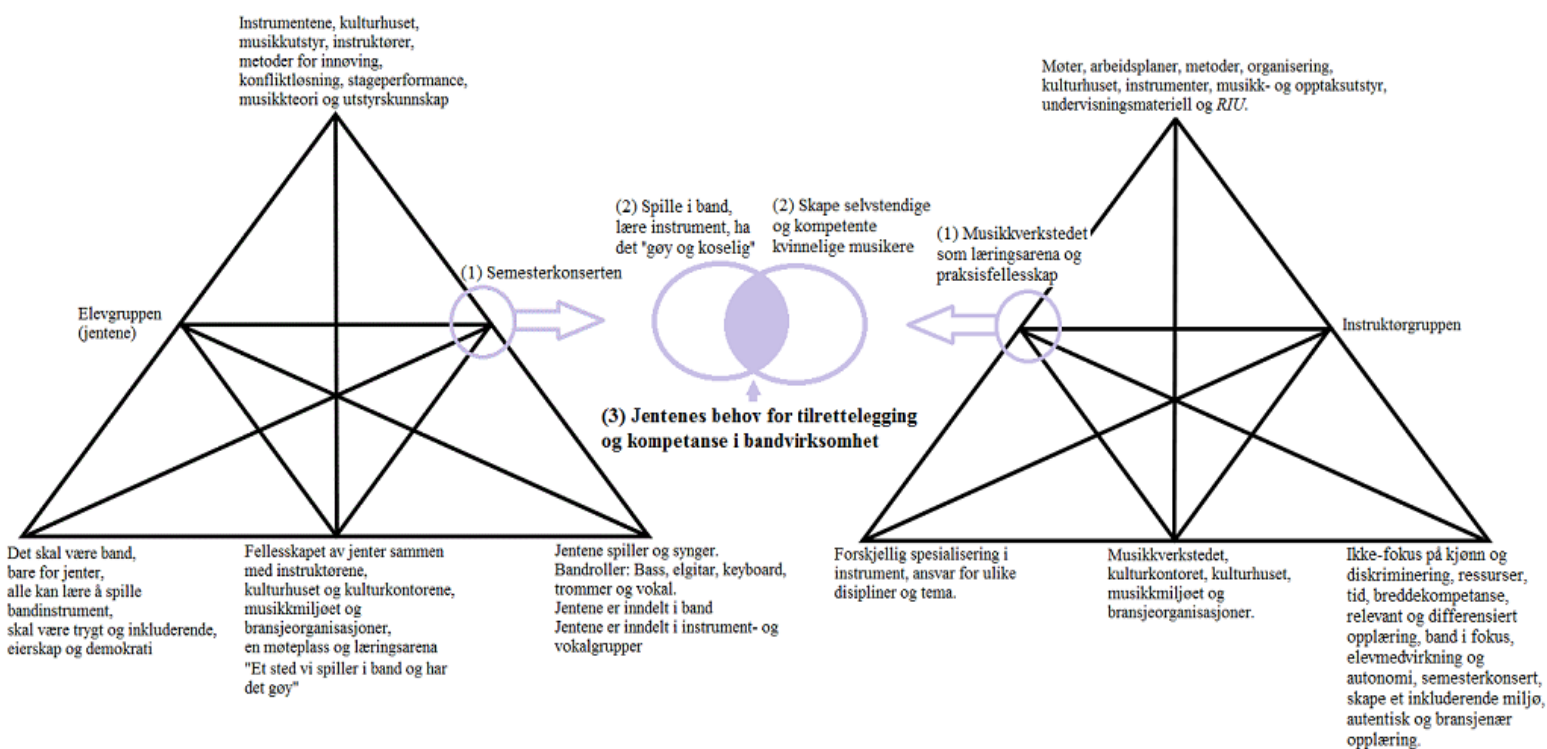 Instrumentene, kulturhuset,
musikkutstyr, instruktører,
metoder for innøving,
konfliktløsning, stageperformance,
musikkteori og utstyrskunnskap
Møter, arbeidsplaner, metoder, organisering,
kulturhuset, instrumenter, musikk- og opptaksutstyr,
undervisningsmateriell og RIU.
(2) Spille i band,
lære instrument, ha
det "gøy og koselig"
(2) Skape selvstendige
og kompetente
kvinnelige musikere
(1) Musikkverkstedet
som læringsarena og
praksisfellesskap
(1) Semesterkonserten
Elevgruppen
(jentene)
Instruktørgruppen
(3) Jentenes behov for tilrettelegging
og kompetanse i bandvirksomhet
Det skal være band,
bare for jenter,
alle kan lære å spille
bandinstrument,
skal være trygt og inkluderende,
eierskap og demokrati
Fellesskapet av jenter sammen
med instruktørene,
kulturhuset og kulturkontorene,
musikkmiljøet og
bransjeorganisasjoner,
en møteplass og læringsarena
"Et sted vi spiller i band og har
det gøy"
Jentene spiller og synger.
Bandroller: Bass, elgitar, keyboard,
trommer og vokal.
Jentene er inndelt i band
Jentene er inndelt i instrument- og
vokalgrupper
Forskjellig spesialisering i
instrument, ansvar for ulike
disipliner og tema.
Musikkverkstedet,
kulturkontoret, kulturhuset,
musikkmiljøet og
bransjeorganisasjoner.
Ikke-fokus på kjønn og
diskriminering, ressurser,
tid, breddekompetanse,
relevant og differensiert
opplæring, band i fokus,
elevmedvirkning og
autonomi, semesterkonsert,
skape et inkluderende miljø,
autentisk og bransjenær
opplæring.